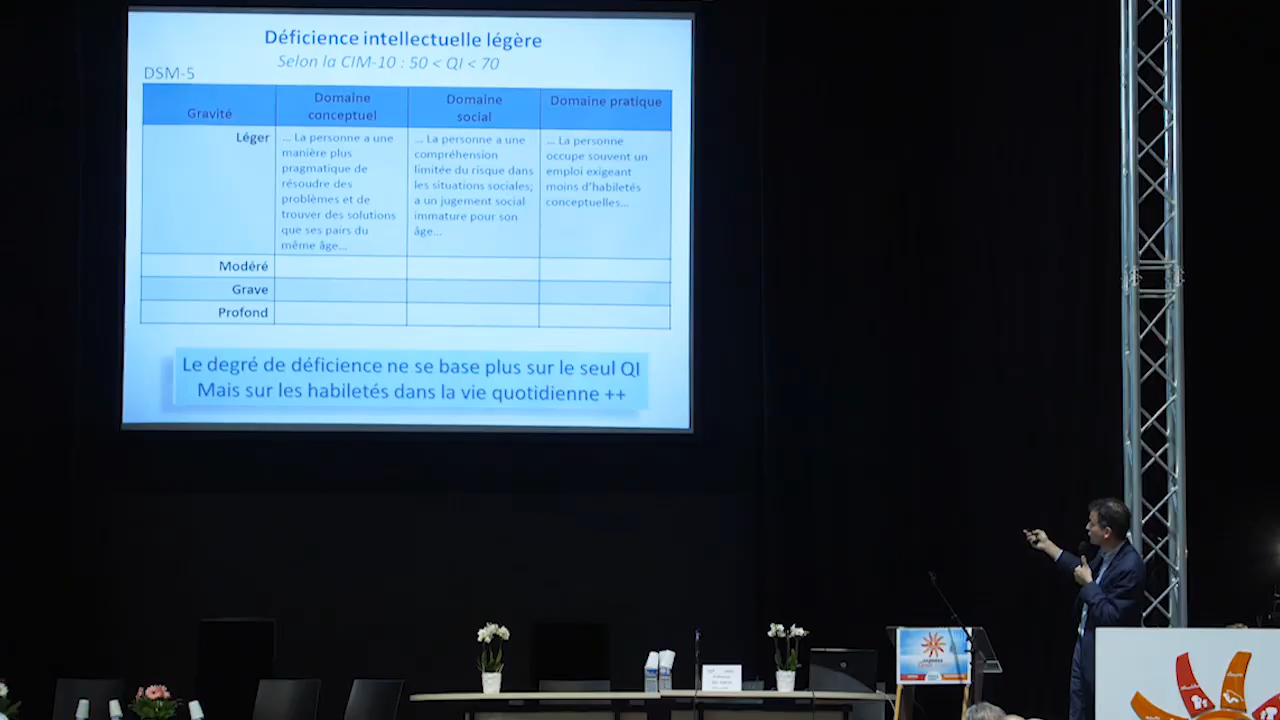 Déficience intellectuelle légère
Selon la CIM-10 : 50 < QI < 70
DSM-5
Gravité
Domaine
conceptuel
Domaine
social
Domaine pratique
Léger
... La personne a une
manière plus
pragmatique de
résoudre des
problèmes et de
trouver des solutions
que ses pairs du
même âge...
... La personne a une
compréhension
limitée du risque dans
les situations sociales;
a un jugement social
immature pour son
âge...
... La personne
occupe souvent un
emploi exigeant
moins d'habiletés
conceptuelles...
Modéré
Grave
Profond
Le degré de déficience ne se base plus sur le seul QI
Mais sur les habiletés dans la vie quotidienne ++